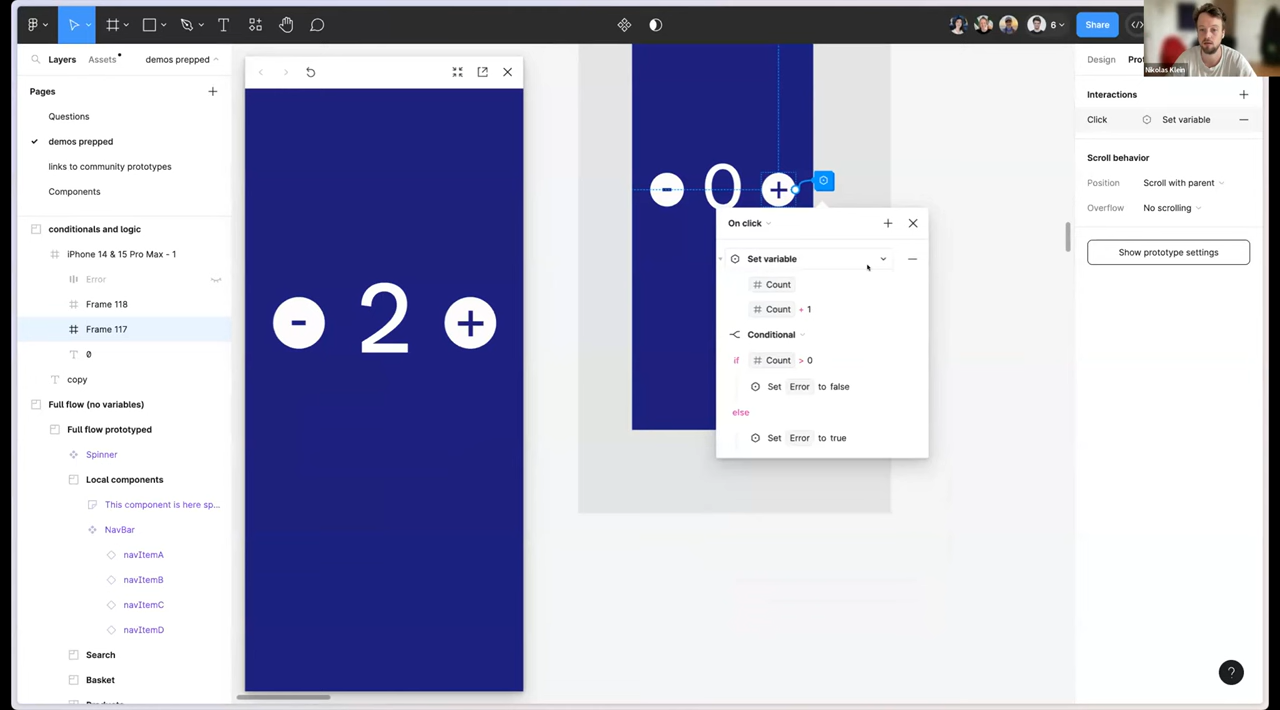 6
Share
Nikolas Klein
Layers
Assets
demos prepped
Pages
Questions
demos prepped
links to community prototypes
Components
conditionals and logic
iPhone 14 & 15 Pro Max - 1
Error
Frame 118
Frame 117
0
copy
Full flow (no variables)
Full flow prototyped
Spinner
Local components
This component is here sp...
NavBar
navItemA
navItemB
navItemC
navItemD
Search
Basket
- 2 +
- 0 +
On click
Set variable
# Count
# Count + 1
Conditional
if # Count > 0
Set Error to false
else
Set Error to true
Design
Interactions
Click Set variable
Scroll behavior
Position Scroll with parent
Overflow No scrolling
Show prototype settings
?